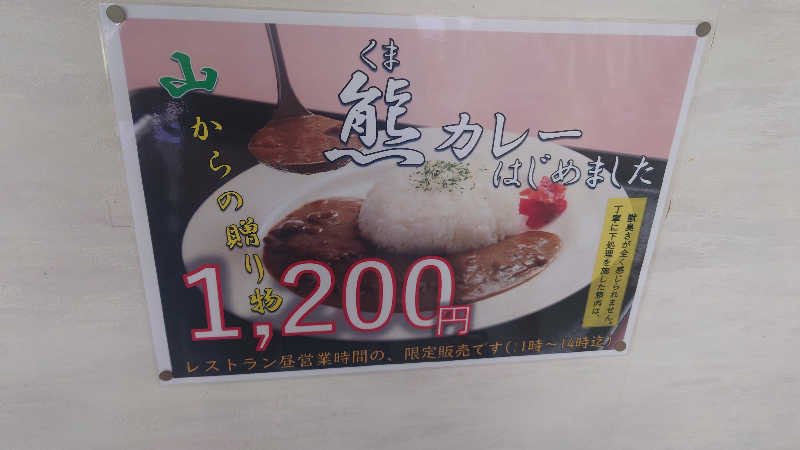 山からの贈り物
くま
熊カレー
はじめました
丁寧に下処理を施した熊肉は、
獣臭さが全く感じられません。
1,200円
レストラン昼営業時間の、限定販売です(11時～14時迄)